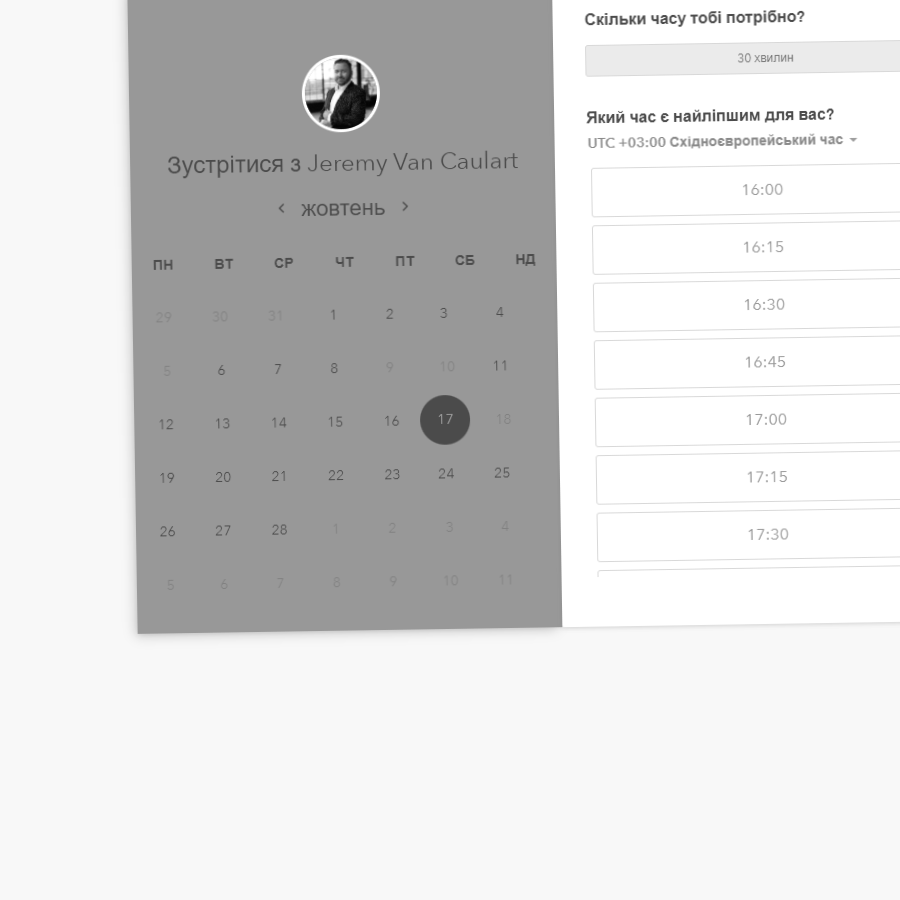 Зустрітися з Jeremy Van Caulart
жовтень
ПН ВТ СР ЧТ ПТ СБ НД
29 30 31 1 2 3 4
5 6 7 8 9 10 11
12 13 14 15 16 17 18
19 20 21 22 23 24 25
26 27 28 1 2 3 4
5 6 7 8 9 10 11
Скільки часу тобі потрібно?
30 хвилин
Який час є найліпшим для вас?
UTC +03:00 Східноєвропейський час
16:00
16:15
16:30
16:45
17:00
17:15
17:30